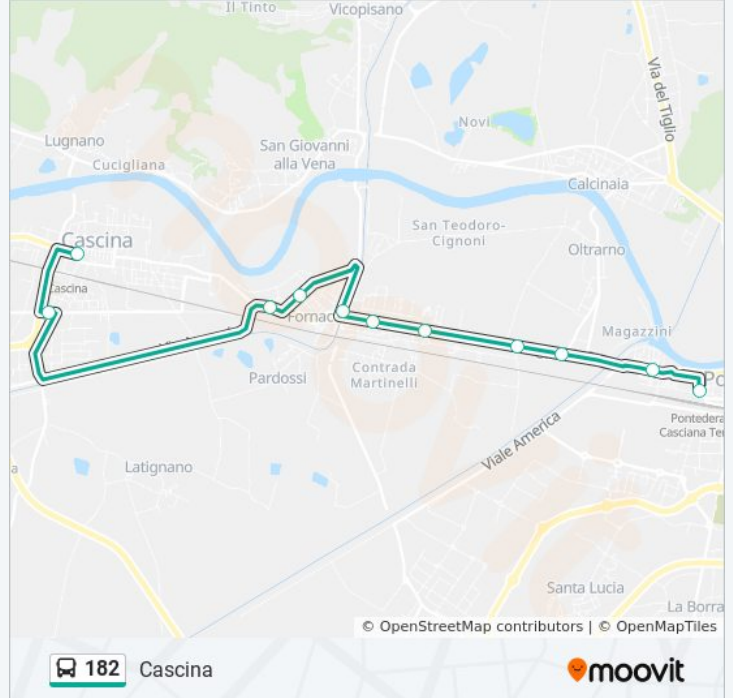 Il Tinto
Vicopisano
Via del Tiglio
Novi
Lugnano
Cucigliana
San Giovanni
alla Vena
Calcinaia
Cascina
San Teodoro-
Cignoni
Oltrarno
Cascina
Fornac
Magazzini
Pardossi
Contrada
Martinelli
Po
Pontedera
Casciana Ter
Viale America
Latignano
a
Santa Lucia
La Borra
© OpenStreetMap contributors | © OpenMapTiles
182 Cascina
moovit